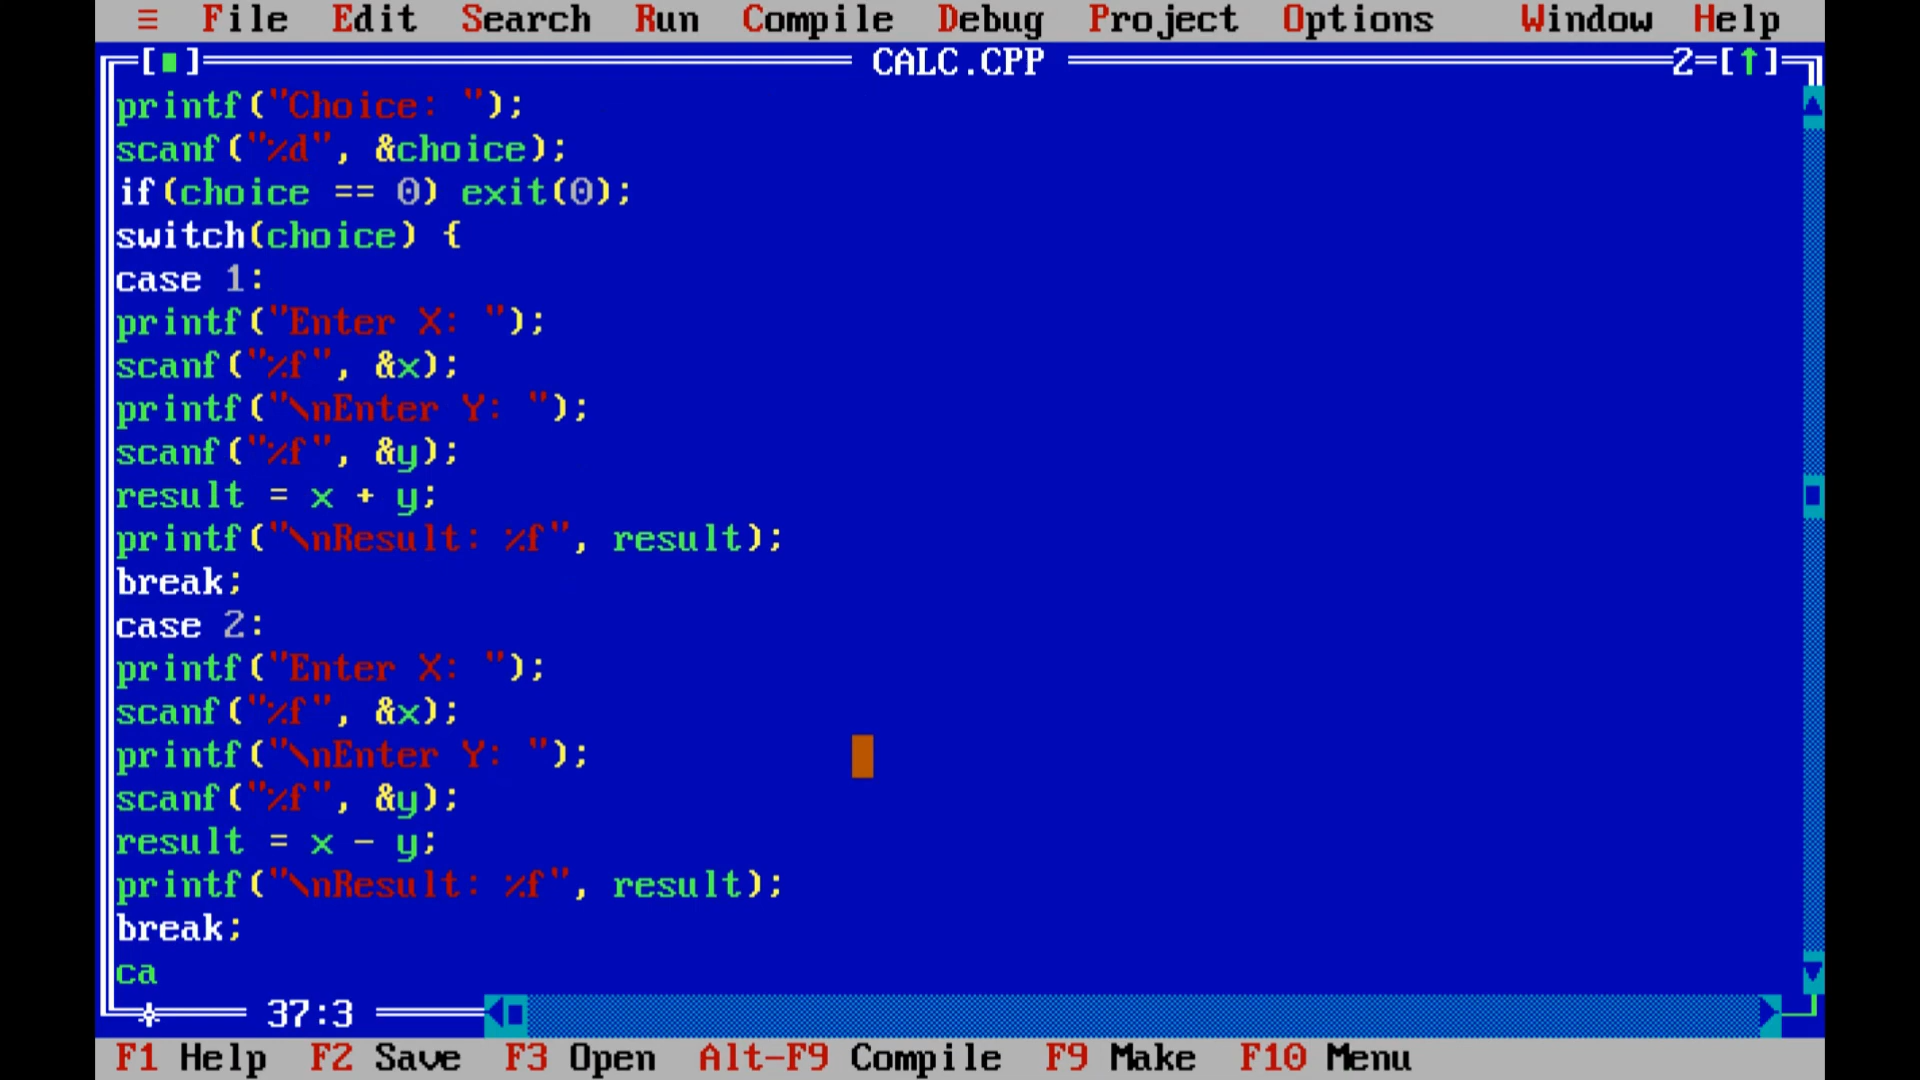 ≡ File Edit Search Run Compile Debug Project Options Window Help
[■] CALC.CPP 2=[↑]
printf("Choice: ");
scanf("%d", &choice);
if(choice == 0) exit(0);
switch(choice) {
case 1:
printf("Enter X: ");
scanf("%f", &x);
printf("\nEnter Y: ");
scanf("%f", &y);
result = x + y;
printf("\nResult: %f", result);
break;
case 2:
printf("Enter X: ");
scanf("%f", &x);
printf("\nEnter Y: ");
scanf("%f", &y);
result = x - y;
printf("\nResult: %f", result);
break;
ca
37:3
F1 Help F2 Save F3 Open Alt-F9 Compile F9 Make F10 Menu